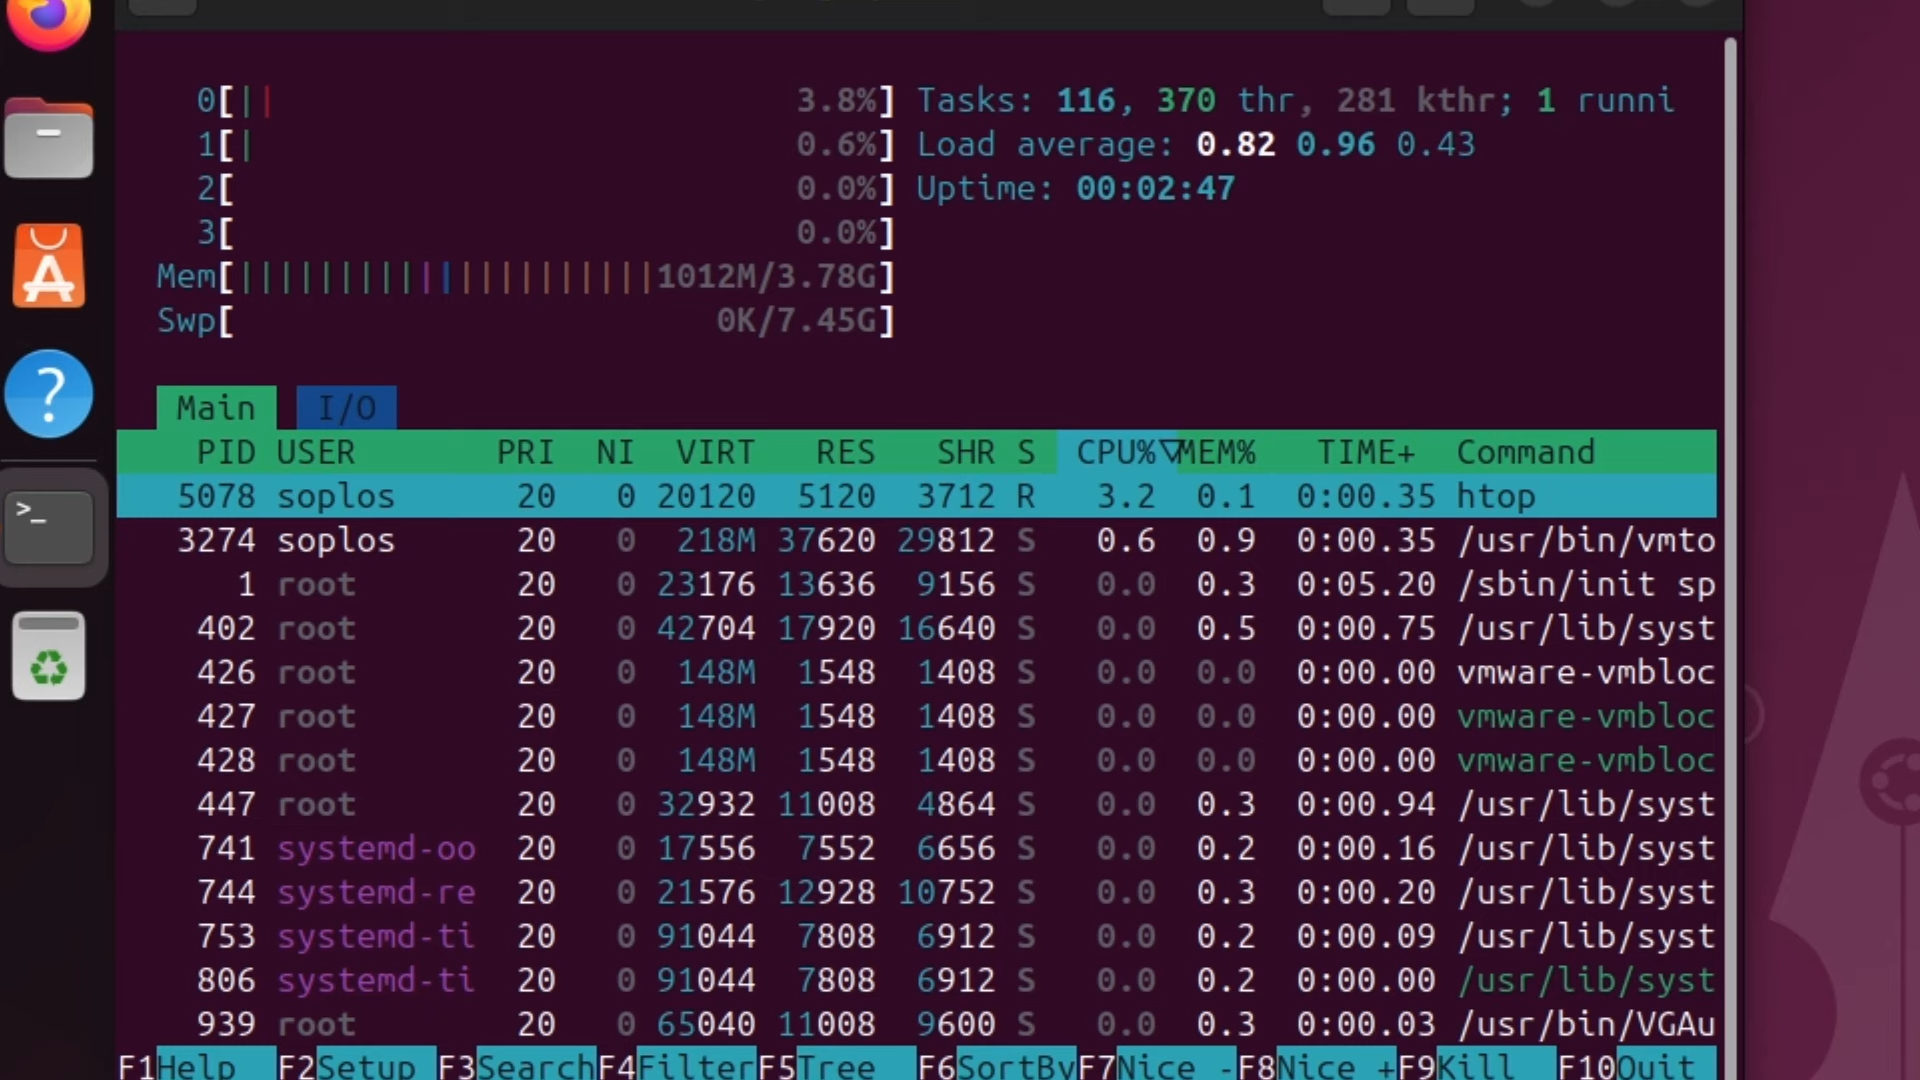 0[|| 3.8%] Tasks: 116, 370 thr, 281 kthr; 1 runni
1[| 0.6%] Load average: 0.82 0.96 0.43
2[ 0.0%] Uptime: 00:02:47
3[ 0.0%]
Mem[|||||||||||||||||||||1012M/3.78G]
Swp[ 0K/7.45G]
Main I/O
PID USER PRI NI VIRT RES SHR S CPU%▽MEM% TIME+ Command
5078 soplos 20 0 20120 5120 3712 R 3.2 0.1 0:00.35 htop
3274 soplos 20 0 218M 37620 29812 S 0.6 0.9 0:00.35 /usr/bin/vmto
1 root 20 0 23176 13636 9156 S 0.0 0.3 0:05.20 /sbin/init sp
402 root 20 0 42704 17920 16640 S 0.0 0.5 0:00.75 /usr/lib/syst
426 root 20 0 148M 1548 1408 S 0.0 0.0 0:00.00 vmware-vmbloc
427 root 20 0 148M 1548 1408 S 0.0 0.0 0:00.00 vmware-vmbloc
428 root 20 0 148M 1548 1408 S 0.0 0.0 0:00.00 vmware-vmbloc
447 root 20 0 32932 11008 4864 S 0.0 0.3 0:00.94 /usr/lib/syst
741 systemd-oo 20 0 17556 7552 6656 S 0.0 0.2 0:00.16 /usr/lib/syst
744 systemd-re 20 0 21576 12928 10752 S 0.0 0.3 0:00.20 /usr/lib/syst
753 systemd-ti 20 0 91044 7808 6912 S 0.0 0.2 0:00.09 /usr/lib/syst
806 systemd-ti 20 0 91044 7808 6912 S 0.0 0.2 0:00.00 /usr/lib/syst
939 root 20 0 65040 11008 9600 S 0.0 0.3 0:00.03 /usr/bin/VGAu
F1Help F2Setup F3Search F4Filter F5Tree F6SortBy F7Nice - F8Nice + F9Kill F10Quit